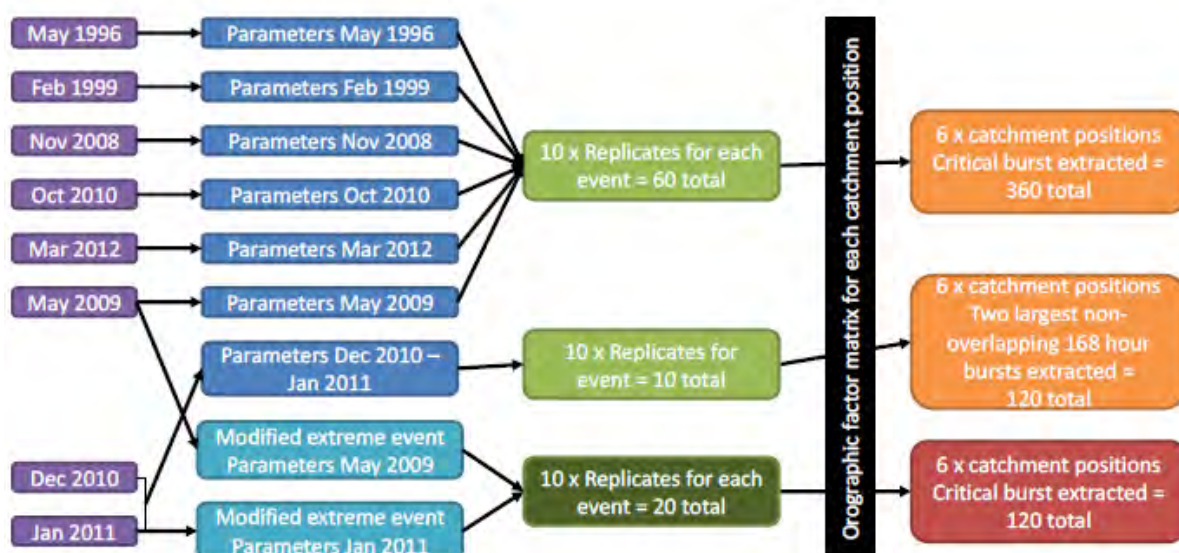 May 1996
Parameters May 1996
Feb 1999
Parameters Feb 1999
Nov 2008
Parameters Nov 2008
Oct 2010
Parameters Oct 2010
Mar 2012
Parameters Mar 2012
May 2009
Parameters May 2009
Parameters Dec 2010 –
Jan 2011
Modified extreme event
Parameters May 2009
Dec 2010
Jan 2011
Modified extreme event
Parameters Jan 2011
10 x Replicates for each
event = 60 total
10 x Replicates for
event = 10 total
10 x Replicates for each
event = 20 total
Orographic factor matrix for each catchment position
6 x catchment positions
Critical burst extracted =
360 total
6 x catchment positions
Two largest non-
overlapping 168 hour
bursts extracted =
120 total
6 x catchment positions
Critical burst extracted =
120 total